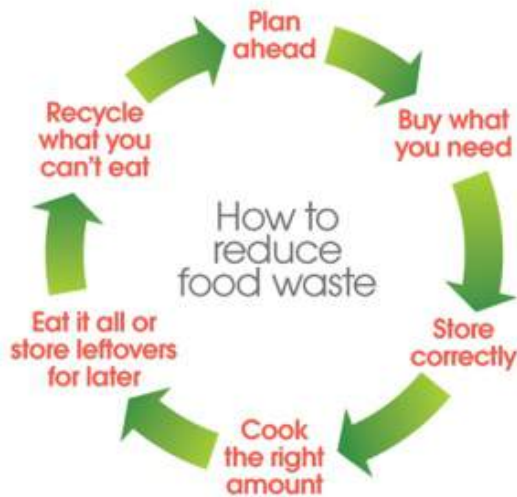 How to
reduce
food waste
Plan
ahead
Buy what
you need
Store
correctly
Cook
the right
amount
Eat it all or
store leftovers
for later
Recycle
what you
can't eat